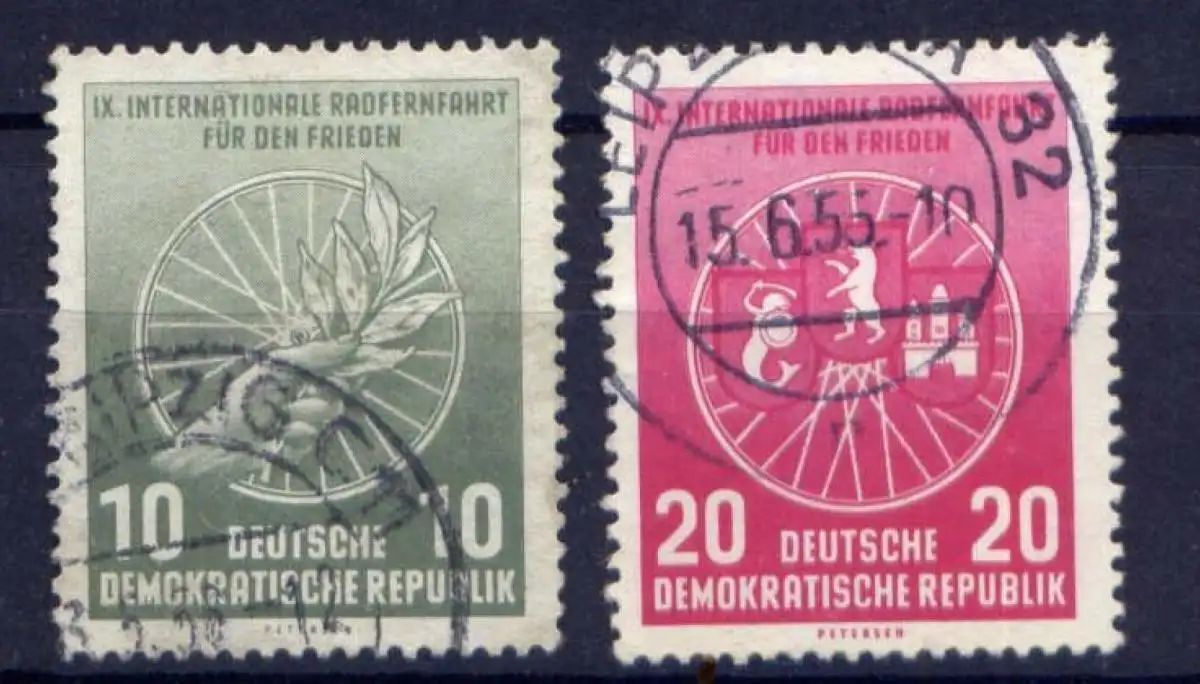 IX. INTERNATIONALE RADFERNFAHRT
FÜR DEN FRIEDEN
10 10
DEUTSCHE
DEMOKRATISCHE REPUBLIK
PETERSEN
LEIPZIG
IX. INTERNATIONALE RADFERNFAHRT
FÜR DEN FRIEDEN
32
15.6.55.-10
20 20
DEUTSCHE
DEMOKRATISCHE REPUBLIK
PETERSEN